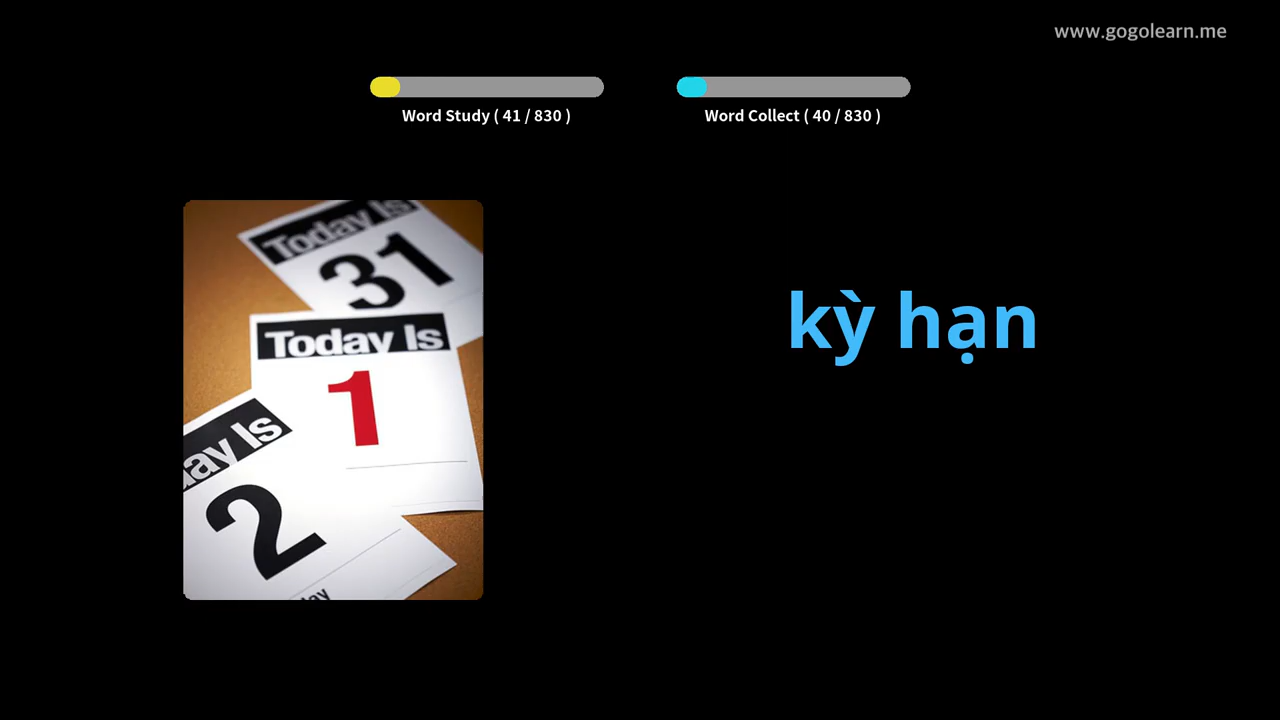 www.gogolearn.me
Word Study ( 41 / 830 )
Word Collect ( 40 / 830 )
Today Is
31
Today Is
1
ay Is
2
ay
kỳ hạn